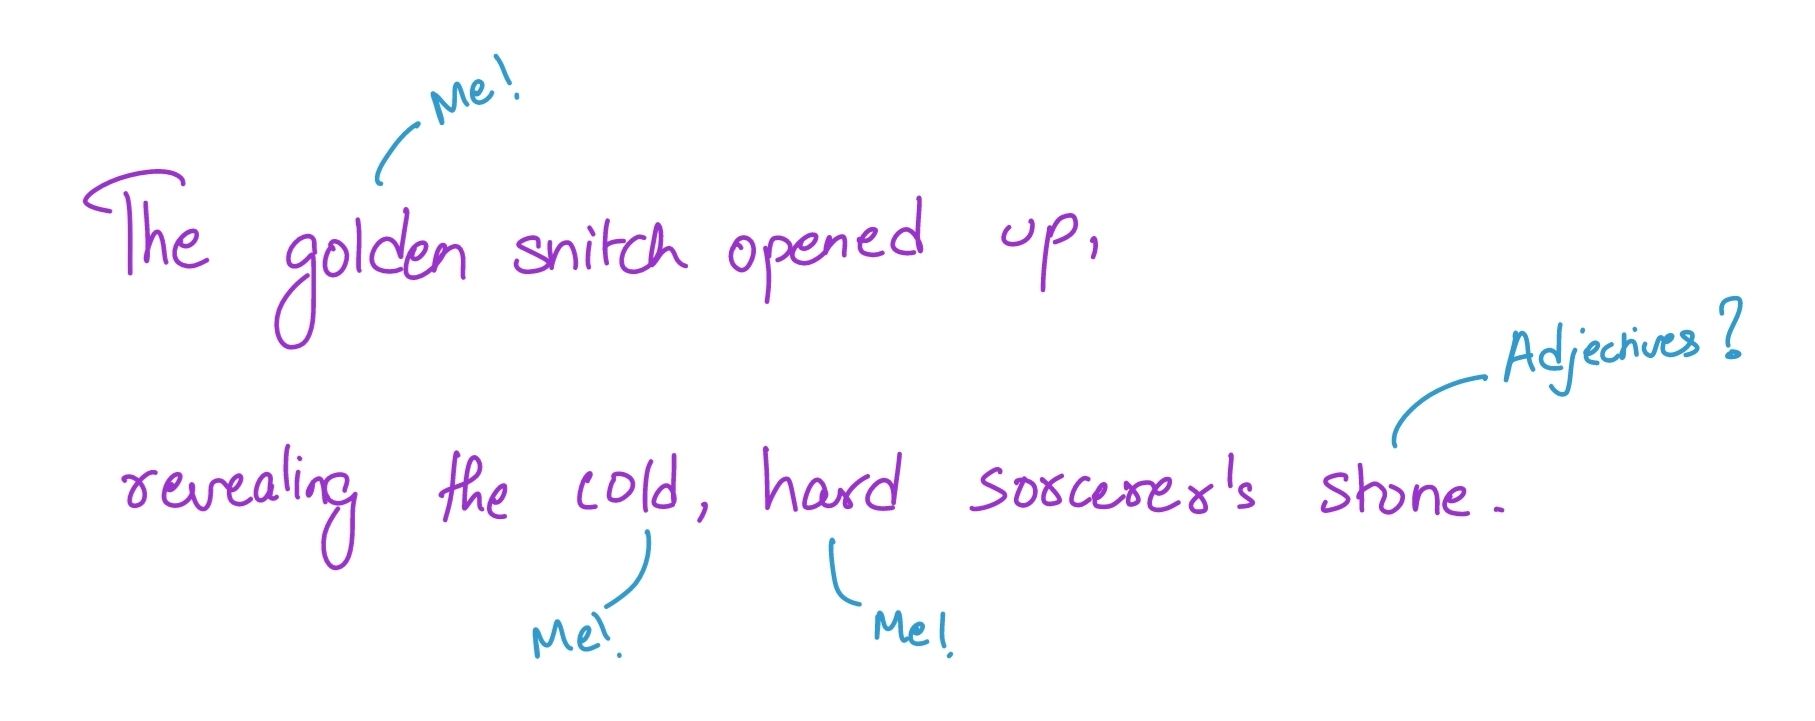 Me!
The golden snitch opened up,
Adjectives?
revealing the cold, hard sorcerer's stone.
Me! Me!